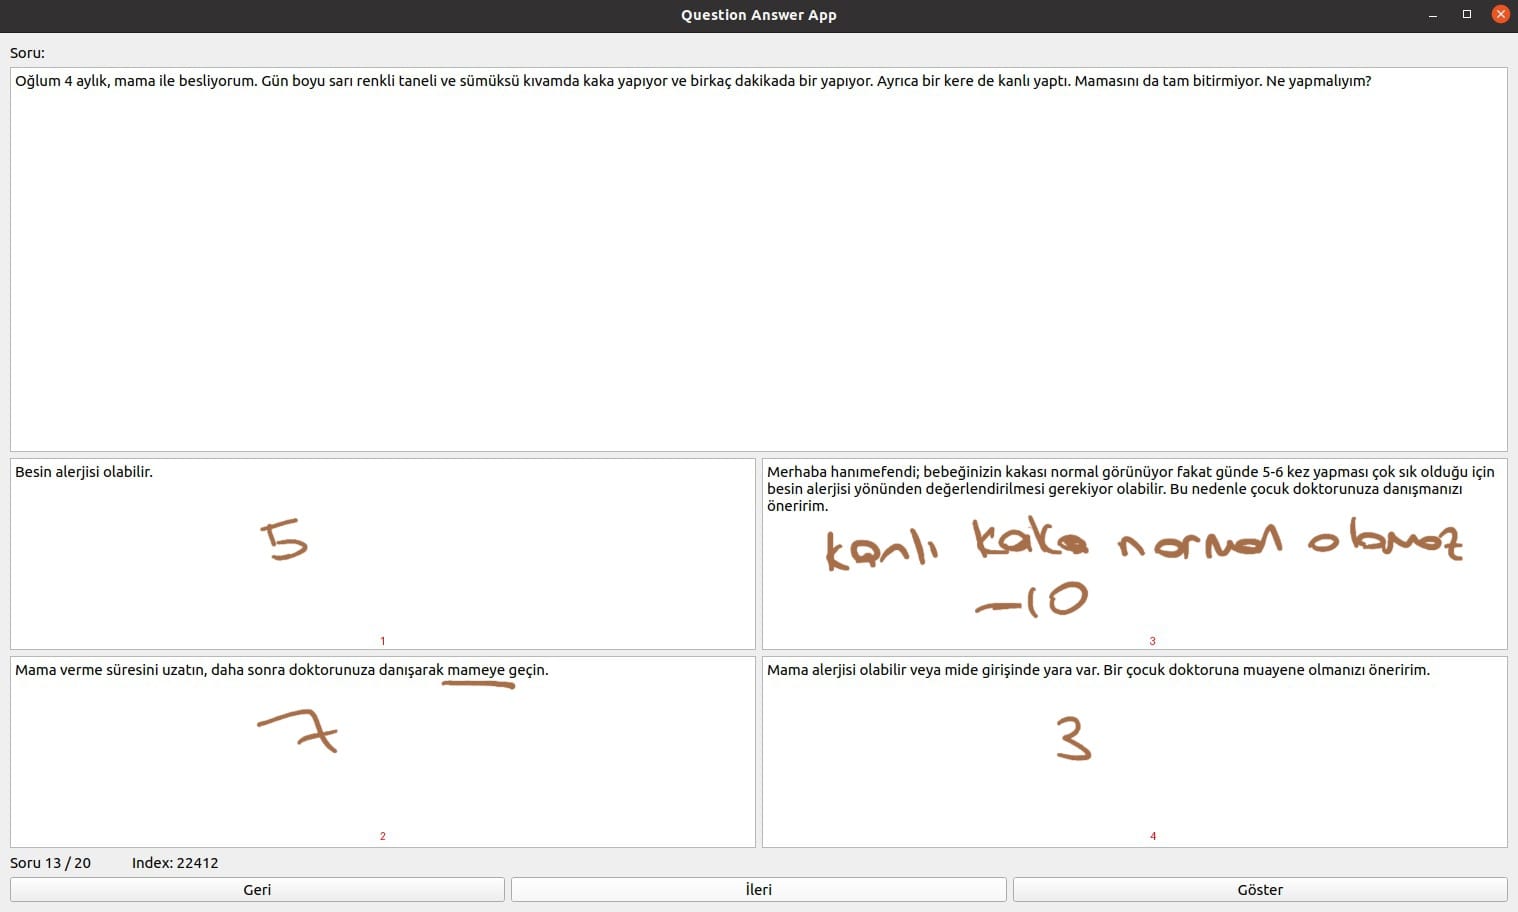 Question Answer App
Soru:
Oğlum 4 aylık, mama ile besliyorum. Gün boyu sarı renkli taneli ve sümüksü kıvamda kaka yapıyor ve birkaç dakikada bir yapıyor. Ayrıca bir kere de kanlı yaptı. Mamasını da tam bitirmiyor. Ne yapmalıyım?
Besin alerjisi olabilir.
5
1
Merhaba hanımefendi; bebeğinizin kakası normal görünüyor fakat günde 5-6 kez yapması çok sık olduğu için
besin alerjisi yönünden değerlendirilmesi gerekiyor olabilir. Bu nedenle çocuk doktorunuza danışmanızı
öneririm.
kanlı kaka normal olamaz
-10
3
Mama verme süresini uzatın, daha sonra doktorunuza danışarak mameye geçin.
7
2
Mama alerjisi olabilir veya mide girişinde yara var. Bir çocuk doktoruna muayene olmanızı öneririm.
3
4
Soru 13 / 20 Index: 22412
Geri İleri Göster